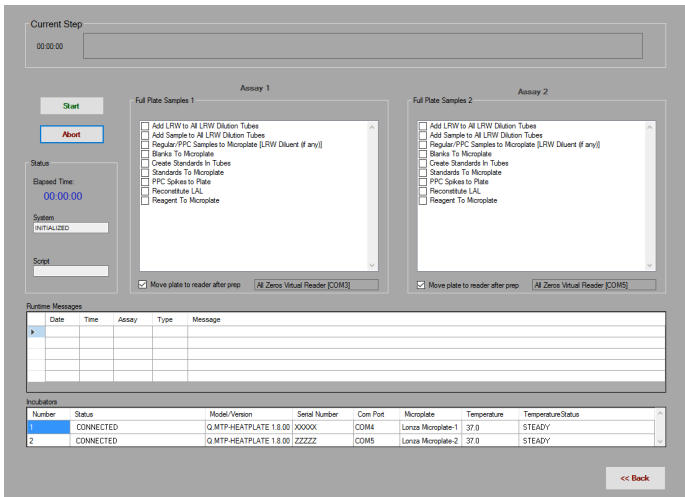 Current Step
00:00:00
Start
Abort
Status
Elapsed Time:
00:00:00
System
INITIALIZED
Script
Assay 1
Full Plate Samples 1
Add LRW to All LRW Dilution Tubes
Add Sample to All LRW Dilution Tubes
Regular/PPC Samples to Microplate [LRW Diluent (if any)]
Blanks To Microplate
Create Standards In Tubes
Standards To Microplate
PPC Spikes to Plate
Reconstitute LAL
Reagent To Microplate
Move plate to reader after prep All Zeros Virtual Reader [COM3]
Assay 2
Full Plate Samples 2
Add LRW to All LRW Dilution Tubes
Add Sample to All LRW Dilution Tubes
Regular/PPC Samples to Microplate [LRW Diluent (if any)]
Blanks To Microplate
Create Standards In Tubes
Standards To Microplate
PPC Spikes to Plate
Reconstitute LAL
Reagent To Microplate
Move plate to reader after prep All Zeros Virtual Reader [COM5]
Runtime Messages
Date Time Assay Type Message
Incubators
Number Status Model/Version Serial Number Com Port Microplate Temperature TemperatureStatus
1 CONNECTED Q.MTP-HEATPLATE 1.8.00 XXXXX COM4 Lonza Microplate-1 37.0 STEADY
2 CONNECTED Q.MTP-HEATPLATE 1.8.00 ZZZZZ COM5 Lonza Microplate-2 37.0 STEADY
<< Back